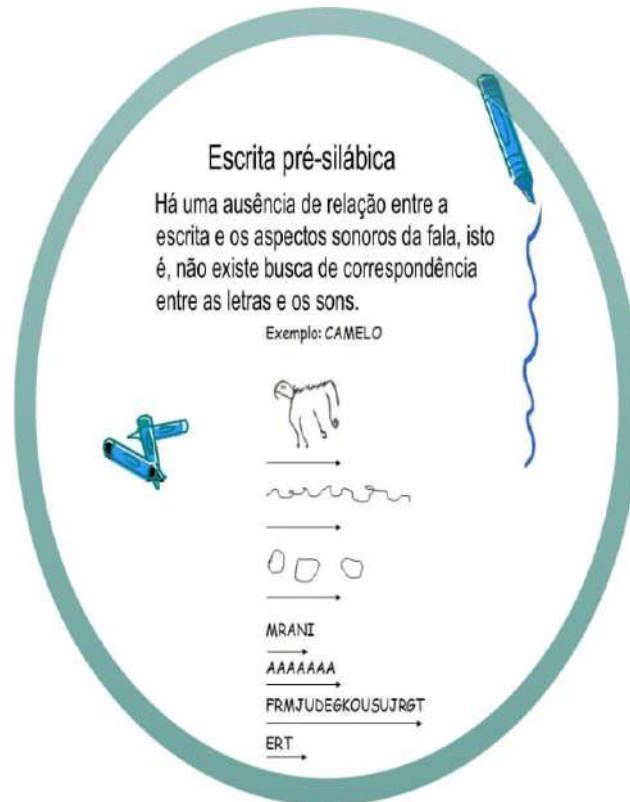 Escrita pré-silábica
Há uma ausência de relação entre a
escrita e os aspectos sonoros da fala, isto
é, não existe busca de correspondência
entre as letras e os sons.
Exemplo: CAMELO
MRANI
AAAAAAA
FRMJUDEGKOUSUJRGT
ERT